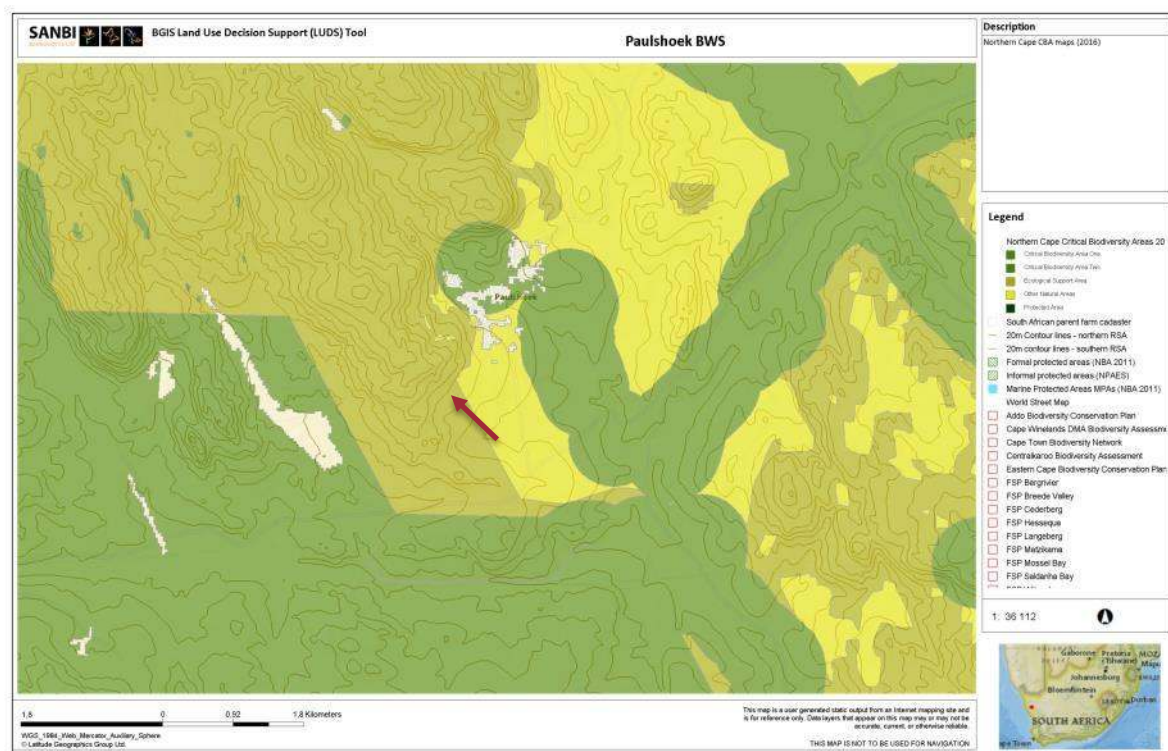 SANBI
BGIS Land Use Decision Support (LUDS) Tool
Paulshoek BWS
Description
Northern Cape CBA maps (2016)
Paulshoek
Legend
Northern Cape Critical Biodiversity Areas 20
Critical Biodiversity Area One
Critical Biodiversity Area Two
Ecological Support Area
Other Natural Areas
Protected Area
South African parent farm cadaster
20m Contour lines - northern RSA
20m contour lines - southern RSA
Formal protected areas (NBA 2011)
Informal protected areas (NPAES)
Marine Protected Areas MPAs (NBA 2011)
World Street Map
Addo Biodiversity Conservation Plan
Cape Winelands DMA Biodiversity Assessm
Cape Town Biodiversity Network
Centralkaroo Biodiversity Assessment
Eastern Cape Biodiversity Conservation Plan
FSP Bergrivier
FSP Breede Valley
FSP Cederberg
FSP Hesseque
FSP Langeberg
FSP Matzikama
FSP Mossel Bay
FSP Saldanha Bay
1: 36 112
Gaborone
Pretoria
(Tshwane)
MOZA
Map
Johannesburg
Bloemfontein
LESOTHO
Durban
SOUTH AFRICA
Town
1,8 0 0,92 1,8 Kilometers
WGS_1984_Web_Mercator_Auxiliary_Sphere
© Latitude Geographics Group Ltd.
This map is a user generated static output from an Internet mapping site and
is for reference only. Data layers that appear on this map may or may not be
accurate, current, or otherwise reliable.
THIS MAP IS NOT TO BE USED FOR NAVIGATION